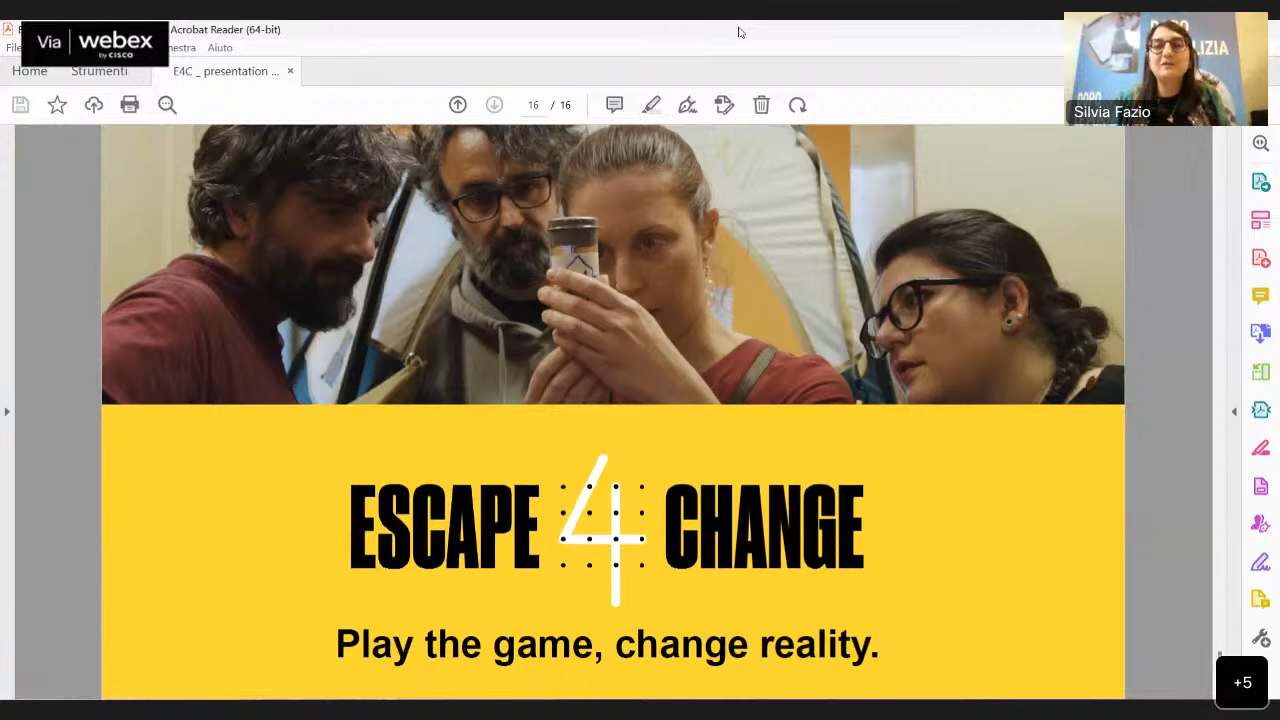 Via webex
by CISCO
Acrobat Reader (64-bit)
File
nestra Aiuto
Home Strumenti E4C _ presentation ... ×
16 / 16
Silvia Fazio
ESCAPE 4 CHANGE
Play the game, change reality.
+5